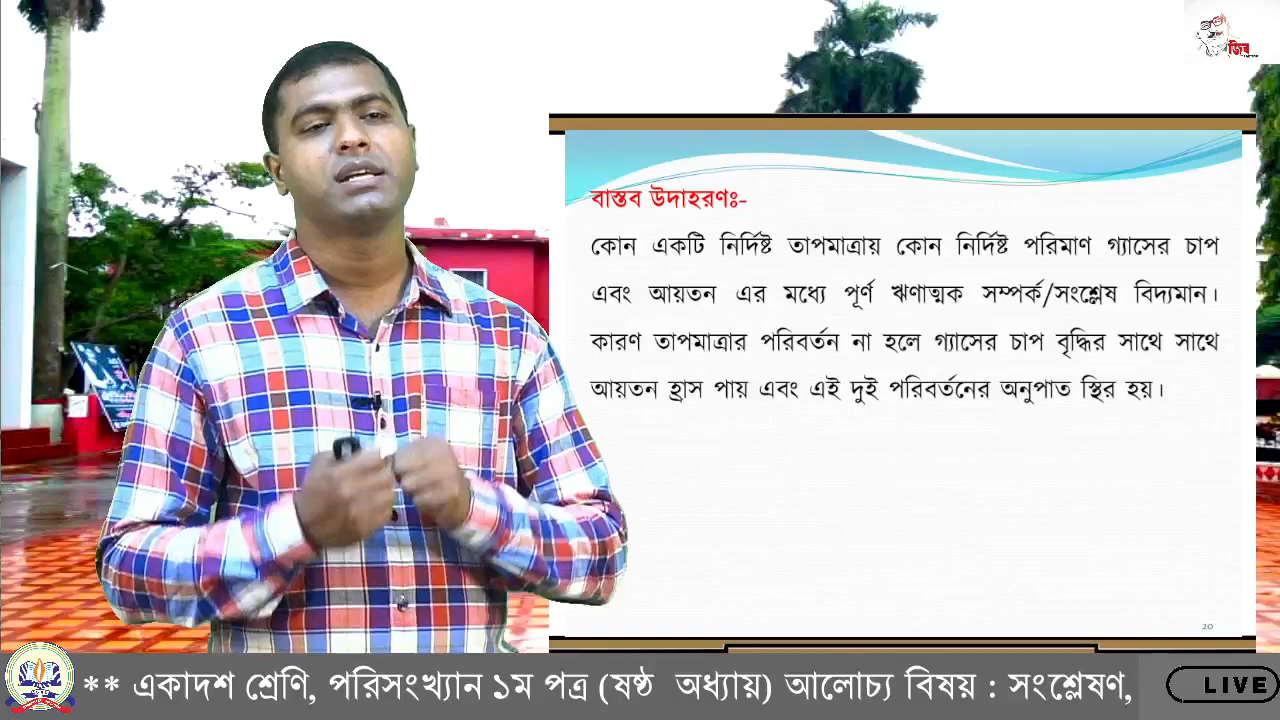 বাস্তব উদাহরণঃ-
কোন একটি নির্দিষ্ট তাপমাত্রায় কোন নির্দিষ্ট পরিমাণ গ্যাসের চাপ
এবং আয়তন এর মধ্যে পূর্ণ ঋণাত্মক সম্পর্ক/সংশ্লেষ বিদ্যমান।
কারণ তাপমাত্রার পরিবর্তন না হলে গ্যাসের চাপ বৃদ্ধির সাথে সাথে
আয়তন হ্রাস পায় এবং এই দুই পরিবর্তনের অনুপাত স্থির হয়।
20
** একাদশ শ্রেণি, পরিসংখ্যান ১ম পত্র (ষষ্ঠ অধ্যায়) আলোচ্য বিষয় : সংশ্লেষণ,
LIVE